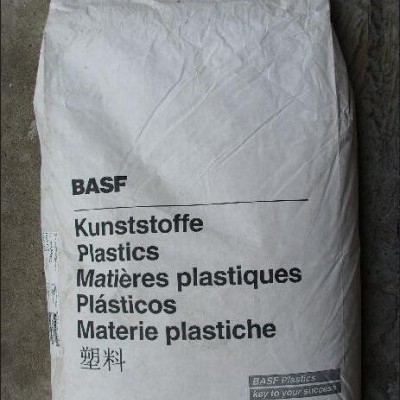 BASF
Kunststoffe
Plastics
Matières plastiques
Plásticos
Materie plastiche
塑料
BASF Plastics
key to your success